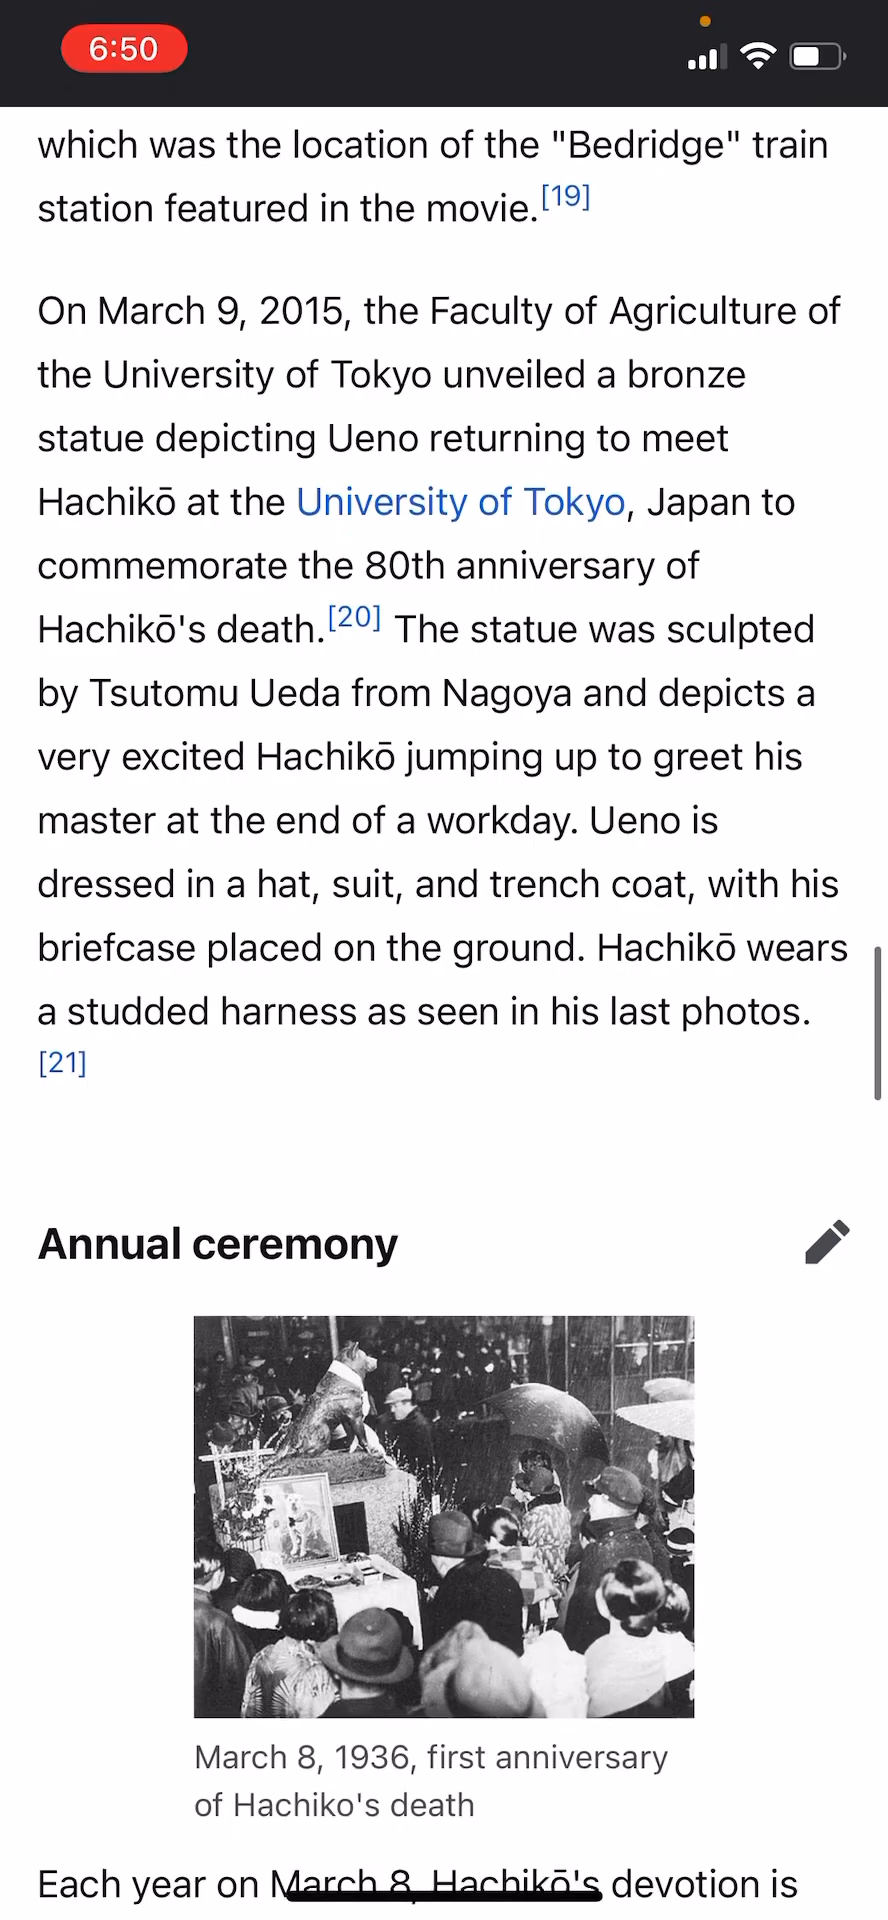 6:50
which was the location of the "Bedridge" train
station featured in the movie.[19]
On March 9, 2015, the Faculty of Agriculture of
the University of Tokyo unveiled a bronze
statue depicting Ueno returning to meet
Hachikō at the University of Tokyo, Japan to
commemorate the 80th anniversary of
Hachikō's death.[20] The statue was sculpted
by Tsutomu Ueda from Nagoya and depicts a
very excited Hachikō jumping up to greet his
master at the end of a workday. Ueno is
dressed in a hat, suit, and trench coat, with his
briefcase placed on the ground. Hachikō wears
a studded harness as seen in his last photos.
[21]
Annual ceremony
March 8, 1936, first anniversary
of Hachiko's death
Each year on March 8, Hachikō's devotion is